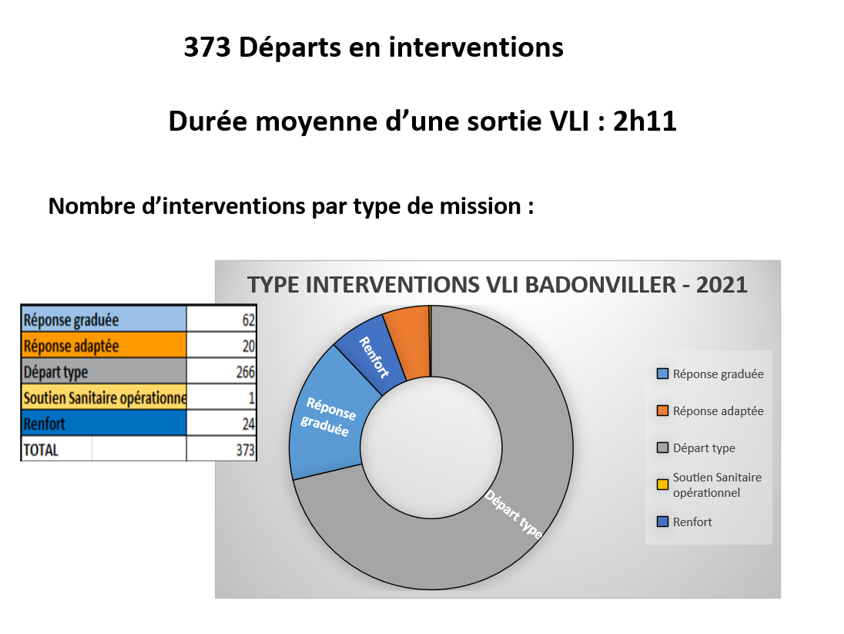 373 Départs en interventions
Durée moyenne d’une sortie VLI : 2h11
Nombre d’interventions par type de mission :
TYPE INTERVENTIONS VLI BADONVILLER - 2021
Réponse graduée 62
Réponse adaptée 20
Départ type 266
Soutien Sanitaire opérationne 1
Renfort 24
TOTAL 373
Renfort
Réponse
graduée
Départ type
Réponse graduée
Réponse adaptée
Départ type
Soutien Sanitaire
opérationnel
Renfort